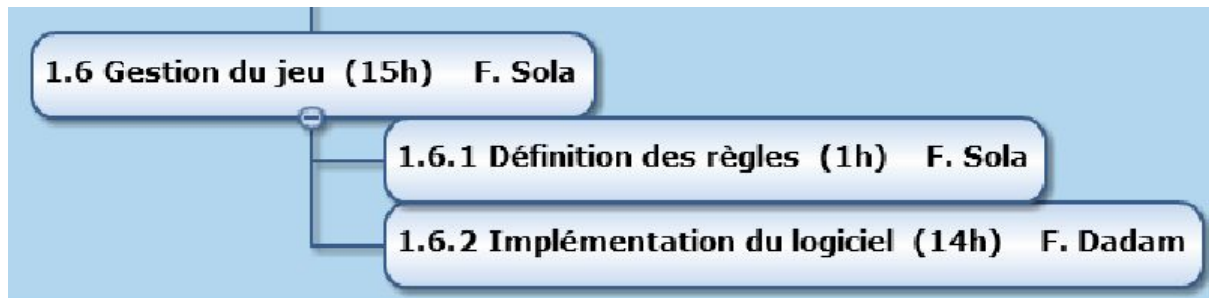 1.6 Gestion du jeu (15h) F. Sola
1.6.1 Définition des règles (1h) F. Sola
1.6.2 Implémentation du logiciel (14h) F. Dadam